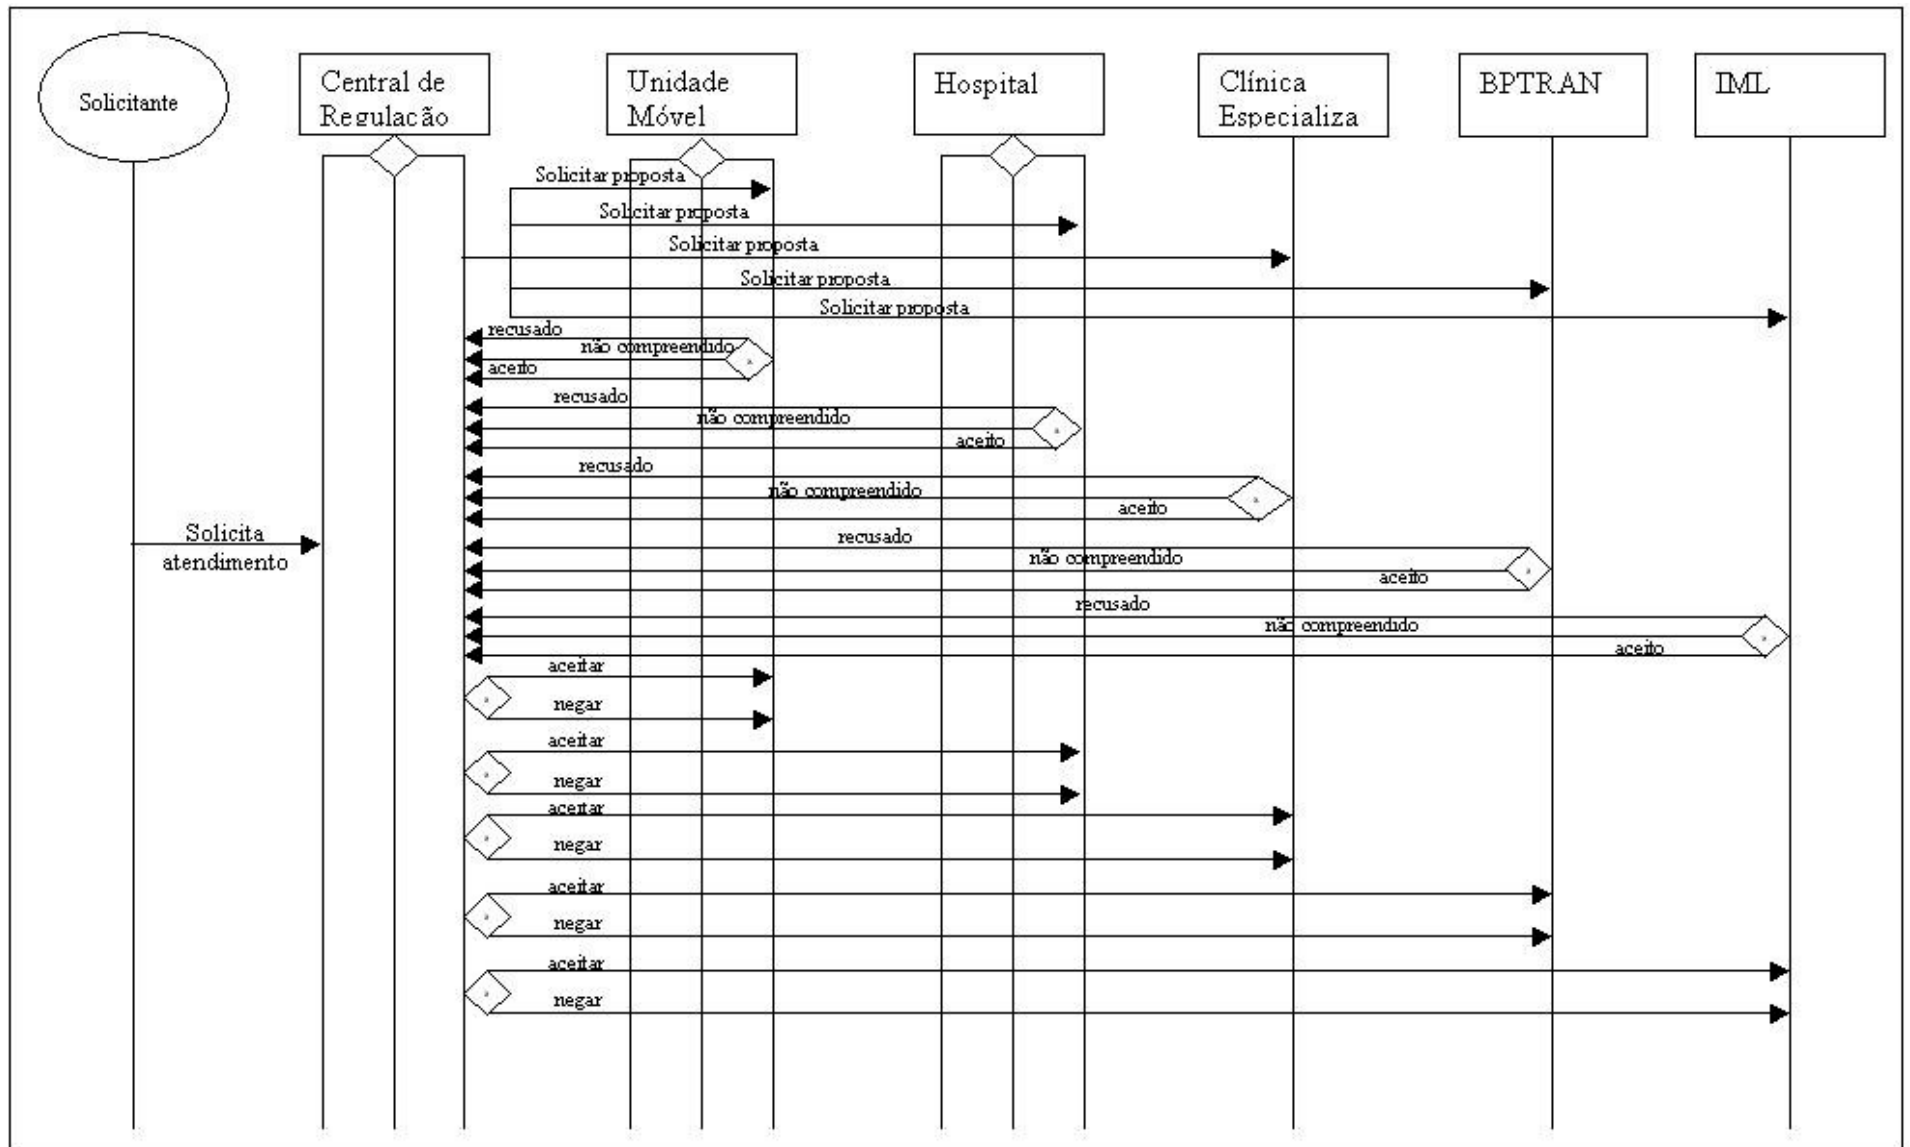 Solicitante
Central de
Regulação
Unidade
Móvel
Hospital
Clínica
Especializa
BPTRAN
IML
Solicitar proposta
Solicitar proposta
Solicitar proposta
Solicitar proposta
Solicitar proposta
recusado
não compreendido
aceito
recusado
não compreendido
aceito
recusado
não compreendido
aceito
Solicita
atendimento
recusado
não compreendido
aceito
recusado
não compreendido
aceito
aceitar
negar
aceitar
negar
aceitar
negar
aceitar
negar
aceitar
negar